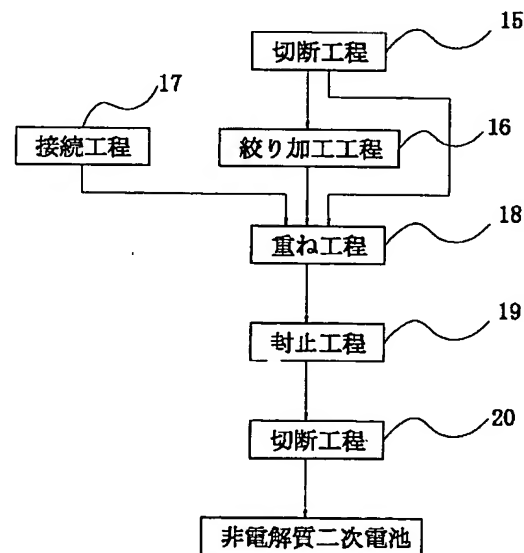 切断工程
15
17
接続工程
絞り加工工程
16
重ね工程
18
封止工程
19
切断工程
20
非電解質二次電池